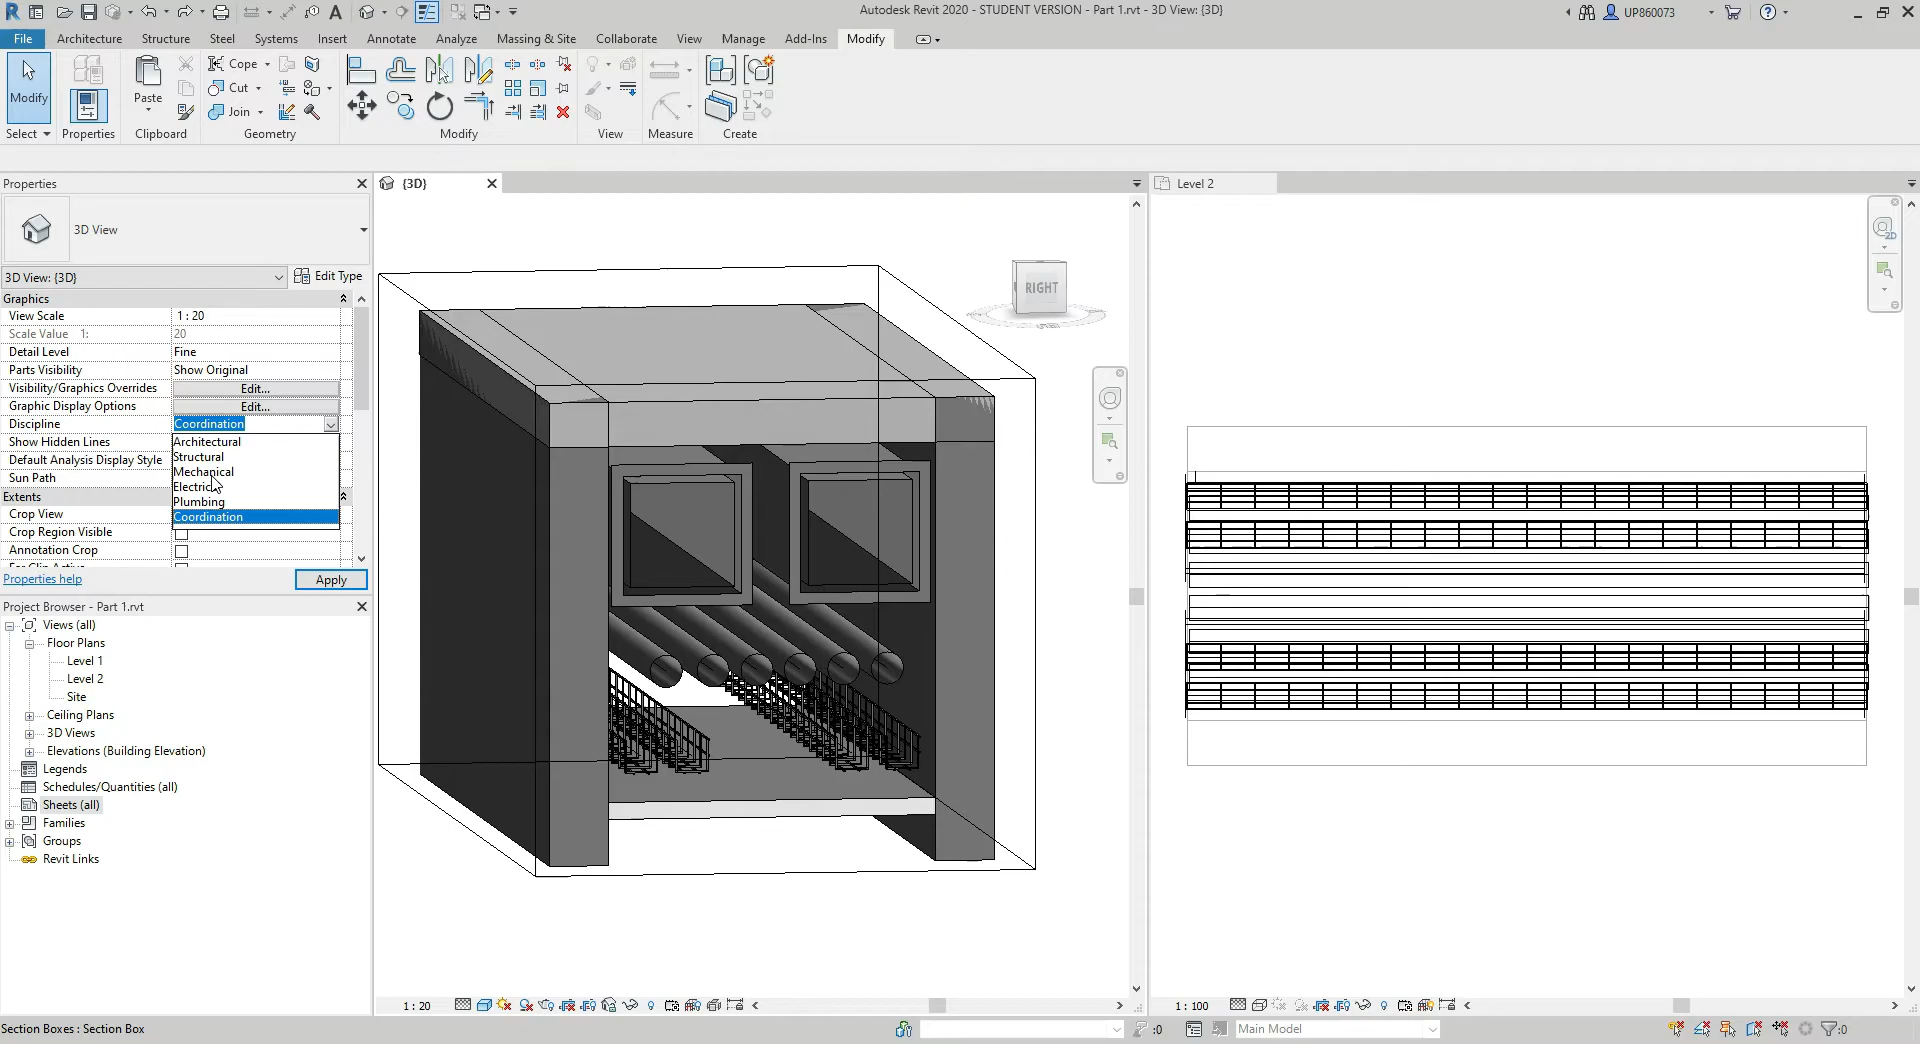 Autodesk Revit 2020 - STUDENT VERSION - Part 1.rvt - 3D View: {3D}
UP860073
File Architecture Structure Steel Systems Insert Annotate Analyze Massing & Site Collaborate View Manage Add-Ins Modify
Modify
Select
Properties
Paste
Clipboard
Cope
Cut
Join
Geometry
Modify
View
Measure
Create
Properties
3D View
3D View: {3D}
Edit Type
Graphics
View Scale 1 : 20
Scale Value 1: 20
Detail Level Fine
Parts Visibility Show Original
Visibility/Graphics Overrides Edit...
Graphic Display Options Edit...
Discipline Coordination
Show Hidden Lines
Default Analysis Display Style
Sun Path
Extents
Crop View
Crop Region Visible
Annotation Crop
Far Clip Active
Architectural
Structural
Mechanical
Electrical
Plumbing
Coordination
Properties help
Apply
Project Browser - Part 1.rvt
Views (all)
Floor Plans
Level 1
Level 2
Site
Ceiling Plans
3D Views
Elevations (Building Elevation)
Legends
Schedules/Quantities (all)
Sheets (all)
Families
Groups
Revit Links
{3D}
RIGHT
1 : 20
Level 2
2D
1 : 100
Section Boxes : Section Box
:0
Main Model
:0